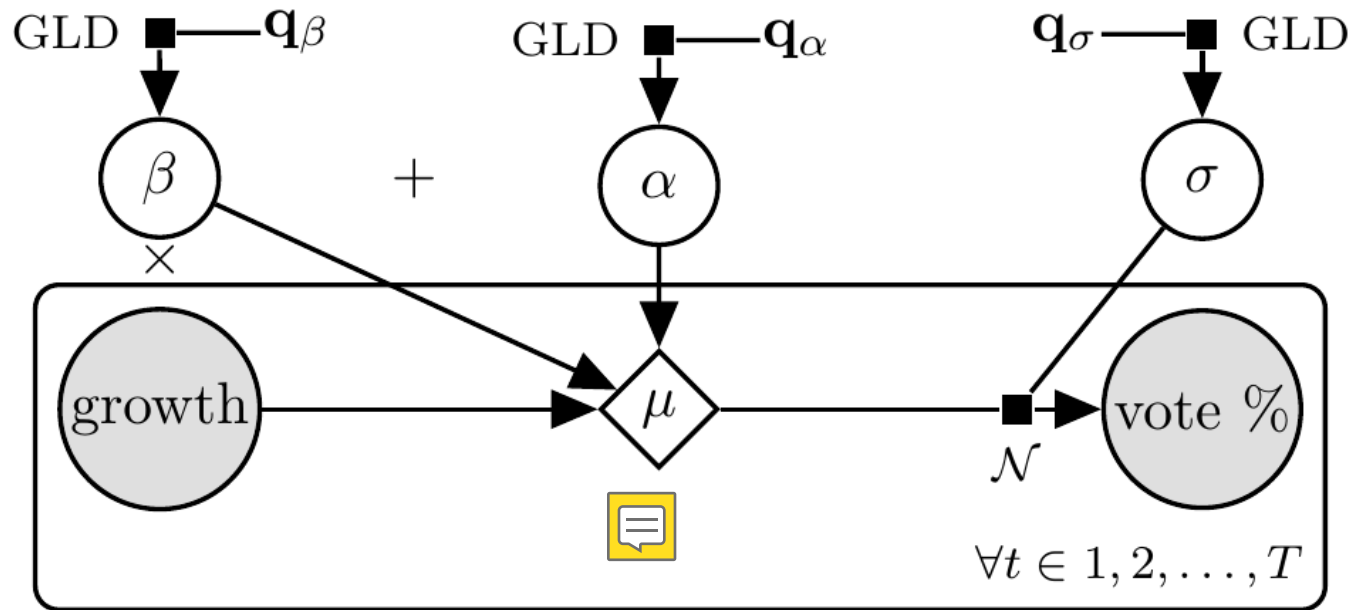 GLD q_β GLD q_α q_σ GLD
β + α σ
×
growth μ vote %
𝒩
∀t ∈ 1, 2, . . . , T